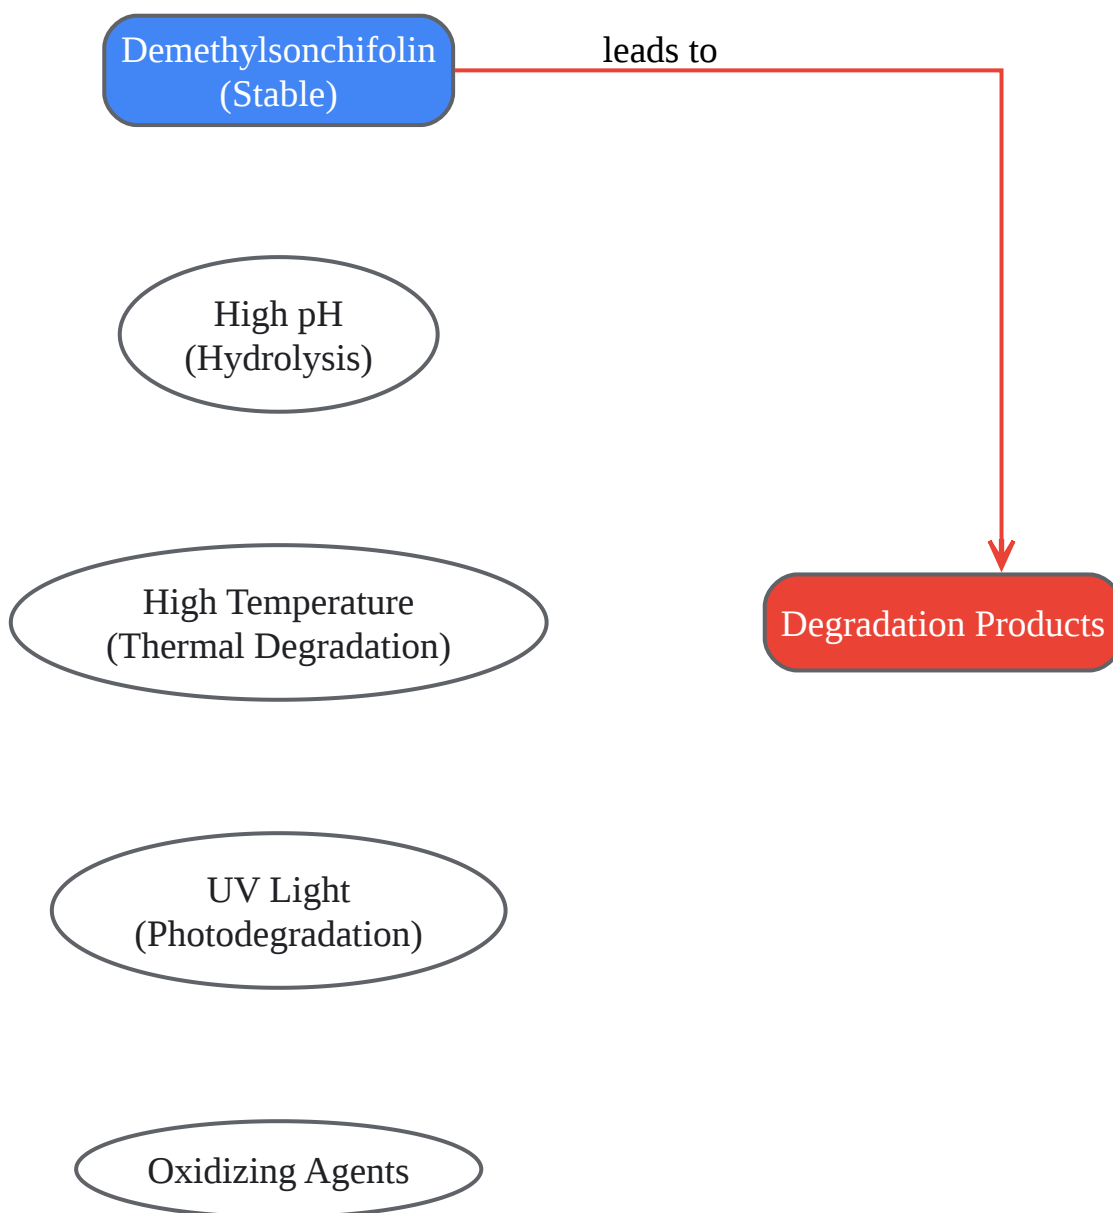 Demethylsonchifolin
(Stable)
leads to
High pH
(Hydrolysis)
High Temperature
(Thermal Degradation)
Degradation Products
UV Light
(Photodegradation)
Oxidizing Agents